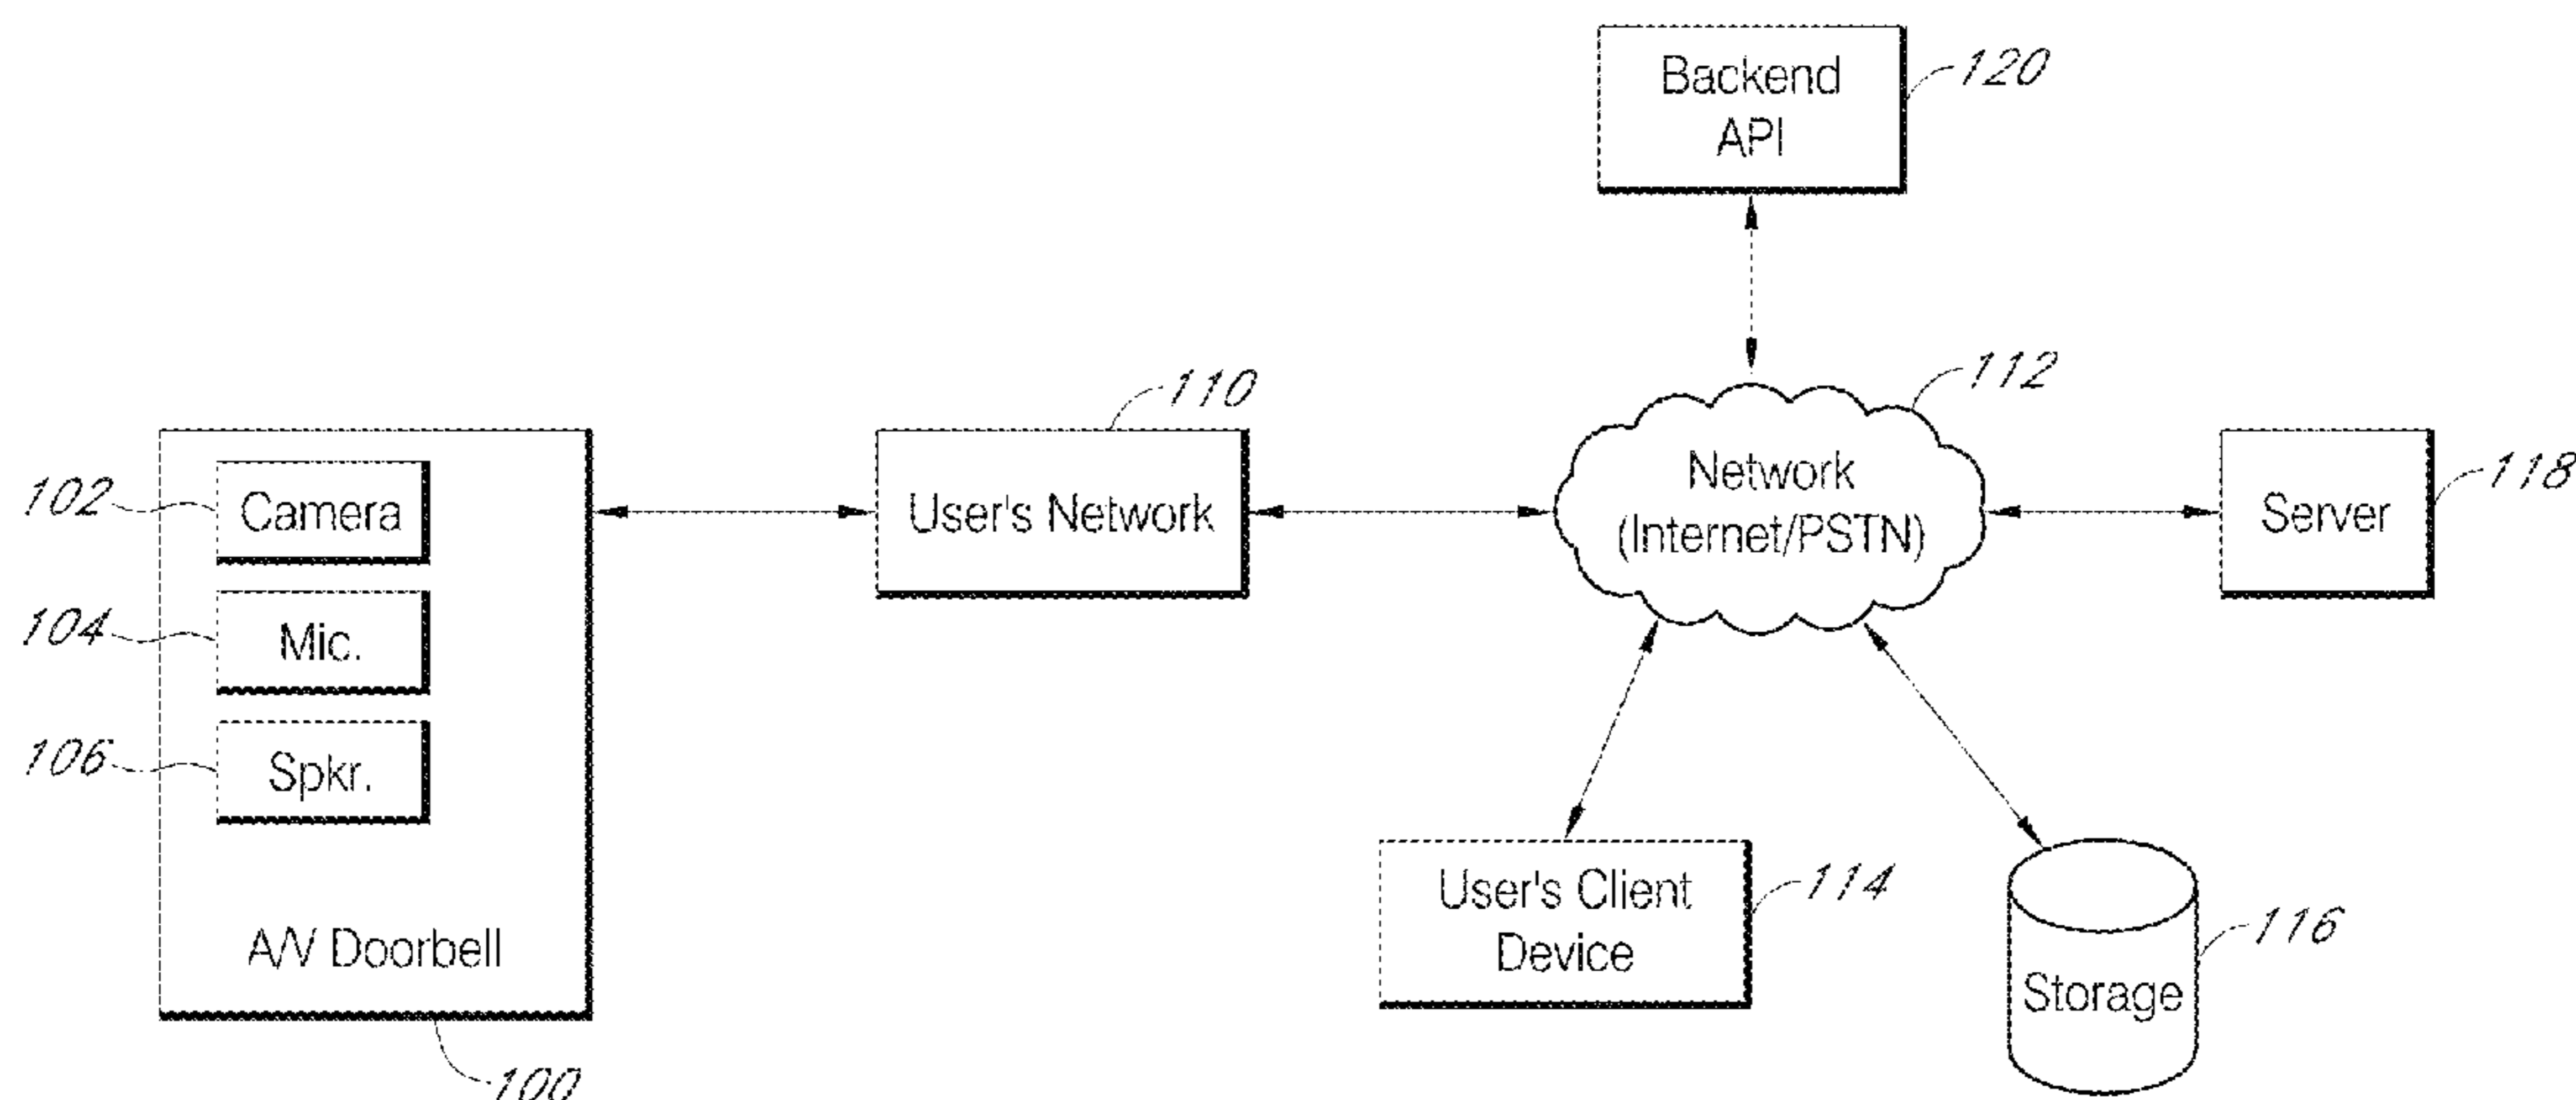 Backend
API
120
110
112
102
Camera
User's Network
Network
(Internet/PSTN)
Server
118
104
Mic.
106
Spkr.
A/V Doorbell
100
User's Client
Device
114
Storage
116